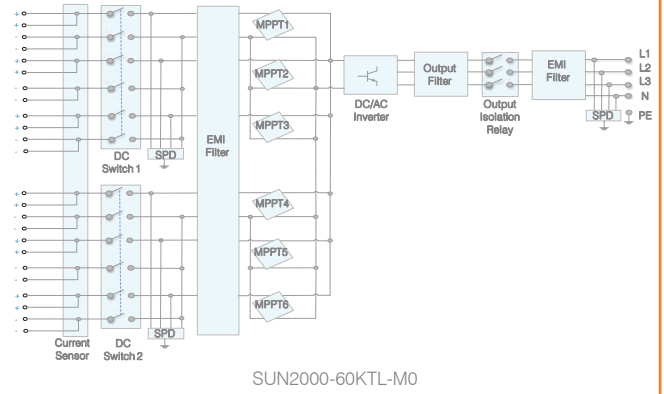 +
+
-
-
+
+
-
-
+
+
-
-
MPPT1
MPPT2
MPPT3
DC
Switch 1
SPD
EMI
Filter
DC/AC
Inverter
Output
Filter
Output
Isolation
Relay
EMI
Filter
L1
L2
L3
N
SPD
PE
+
+
-
-
+
+
-
-
+
+
-
-
MPPT4
MPPT5
MPPT6
Current
Sensor
DC
Switch 2
SPD
SUN2000-60KTL-M0